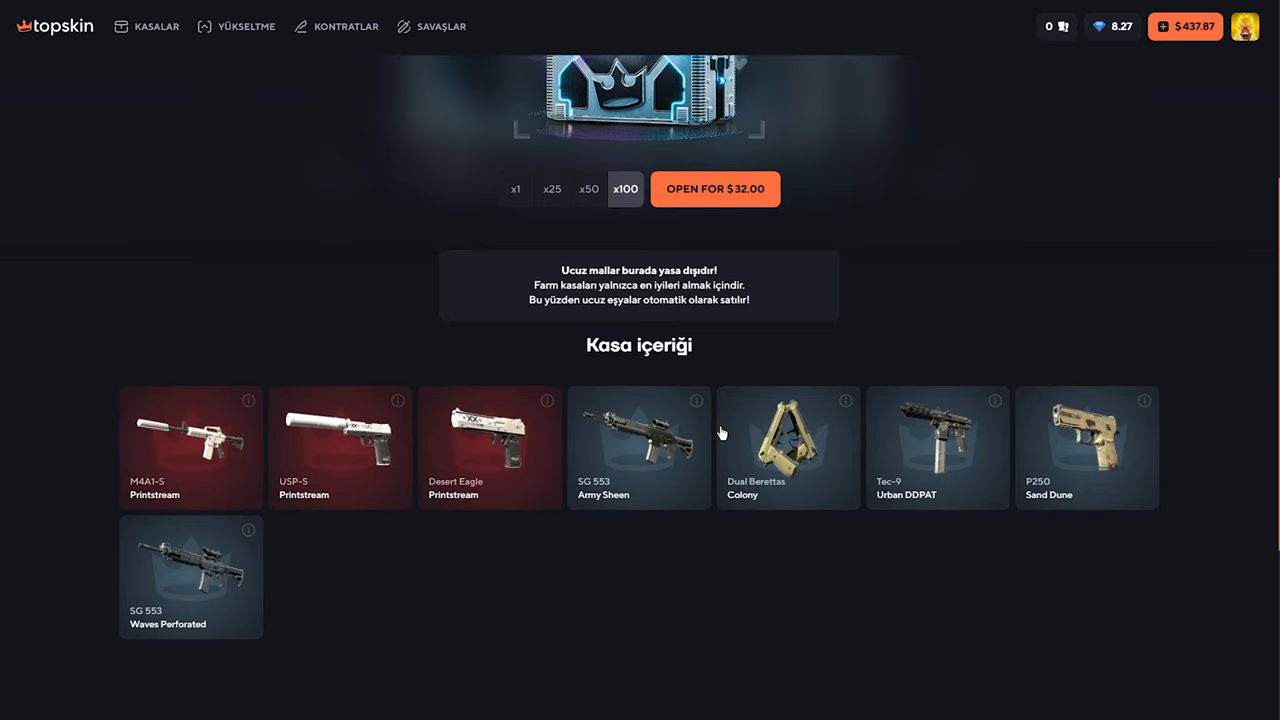 topskin KASALAR YÜKSELTME KONTRATLAR SAVAŞLAR 0 8.27 $437.87
x1 x25 x50 x100 OPEN FOR $32.00
Ucuz mallar burada yasa dışıdır!
Farm kasaları yalnızca en iyileri almak içindir.
Bu yüzden ucuz eşyalar otomatik olarak satılır!
Kasa içeriği
M4A1-S
Printstream
USP-S
Printstream
Desert Eagle
Printstream
SG 553
Army Sheen
Dual Berettas
Colony
Tec-9
Urban DDPAT
P250
Sand Dune
SG 553
Waves Perforated